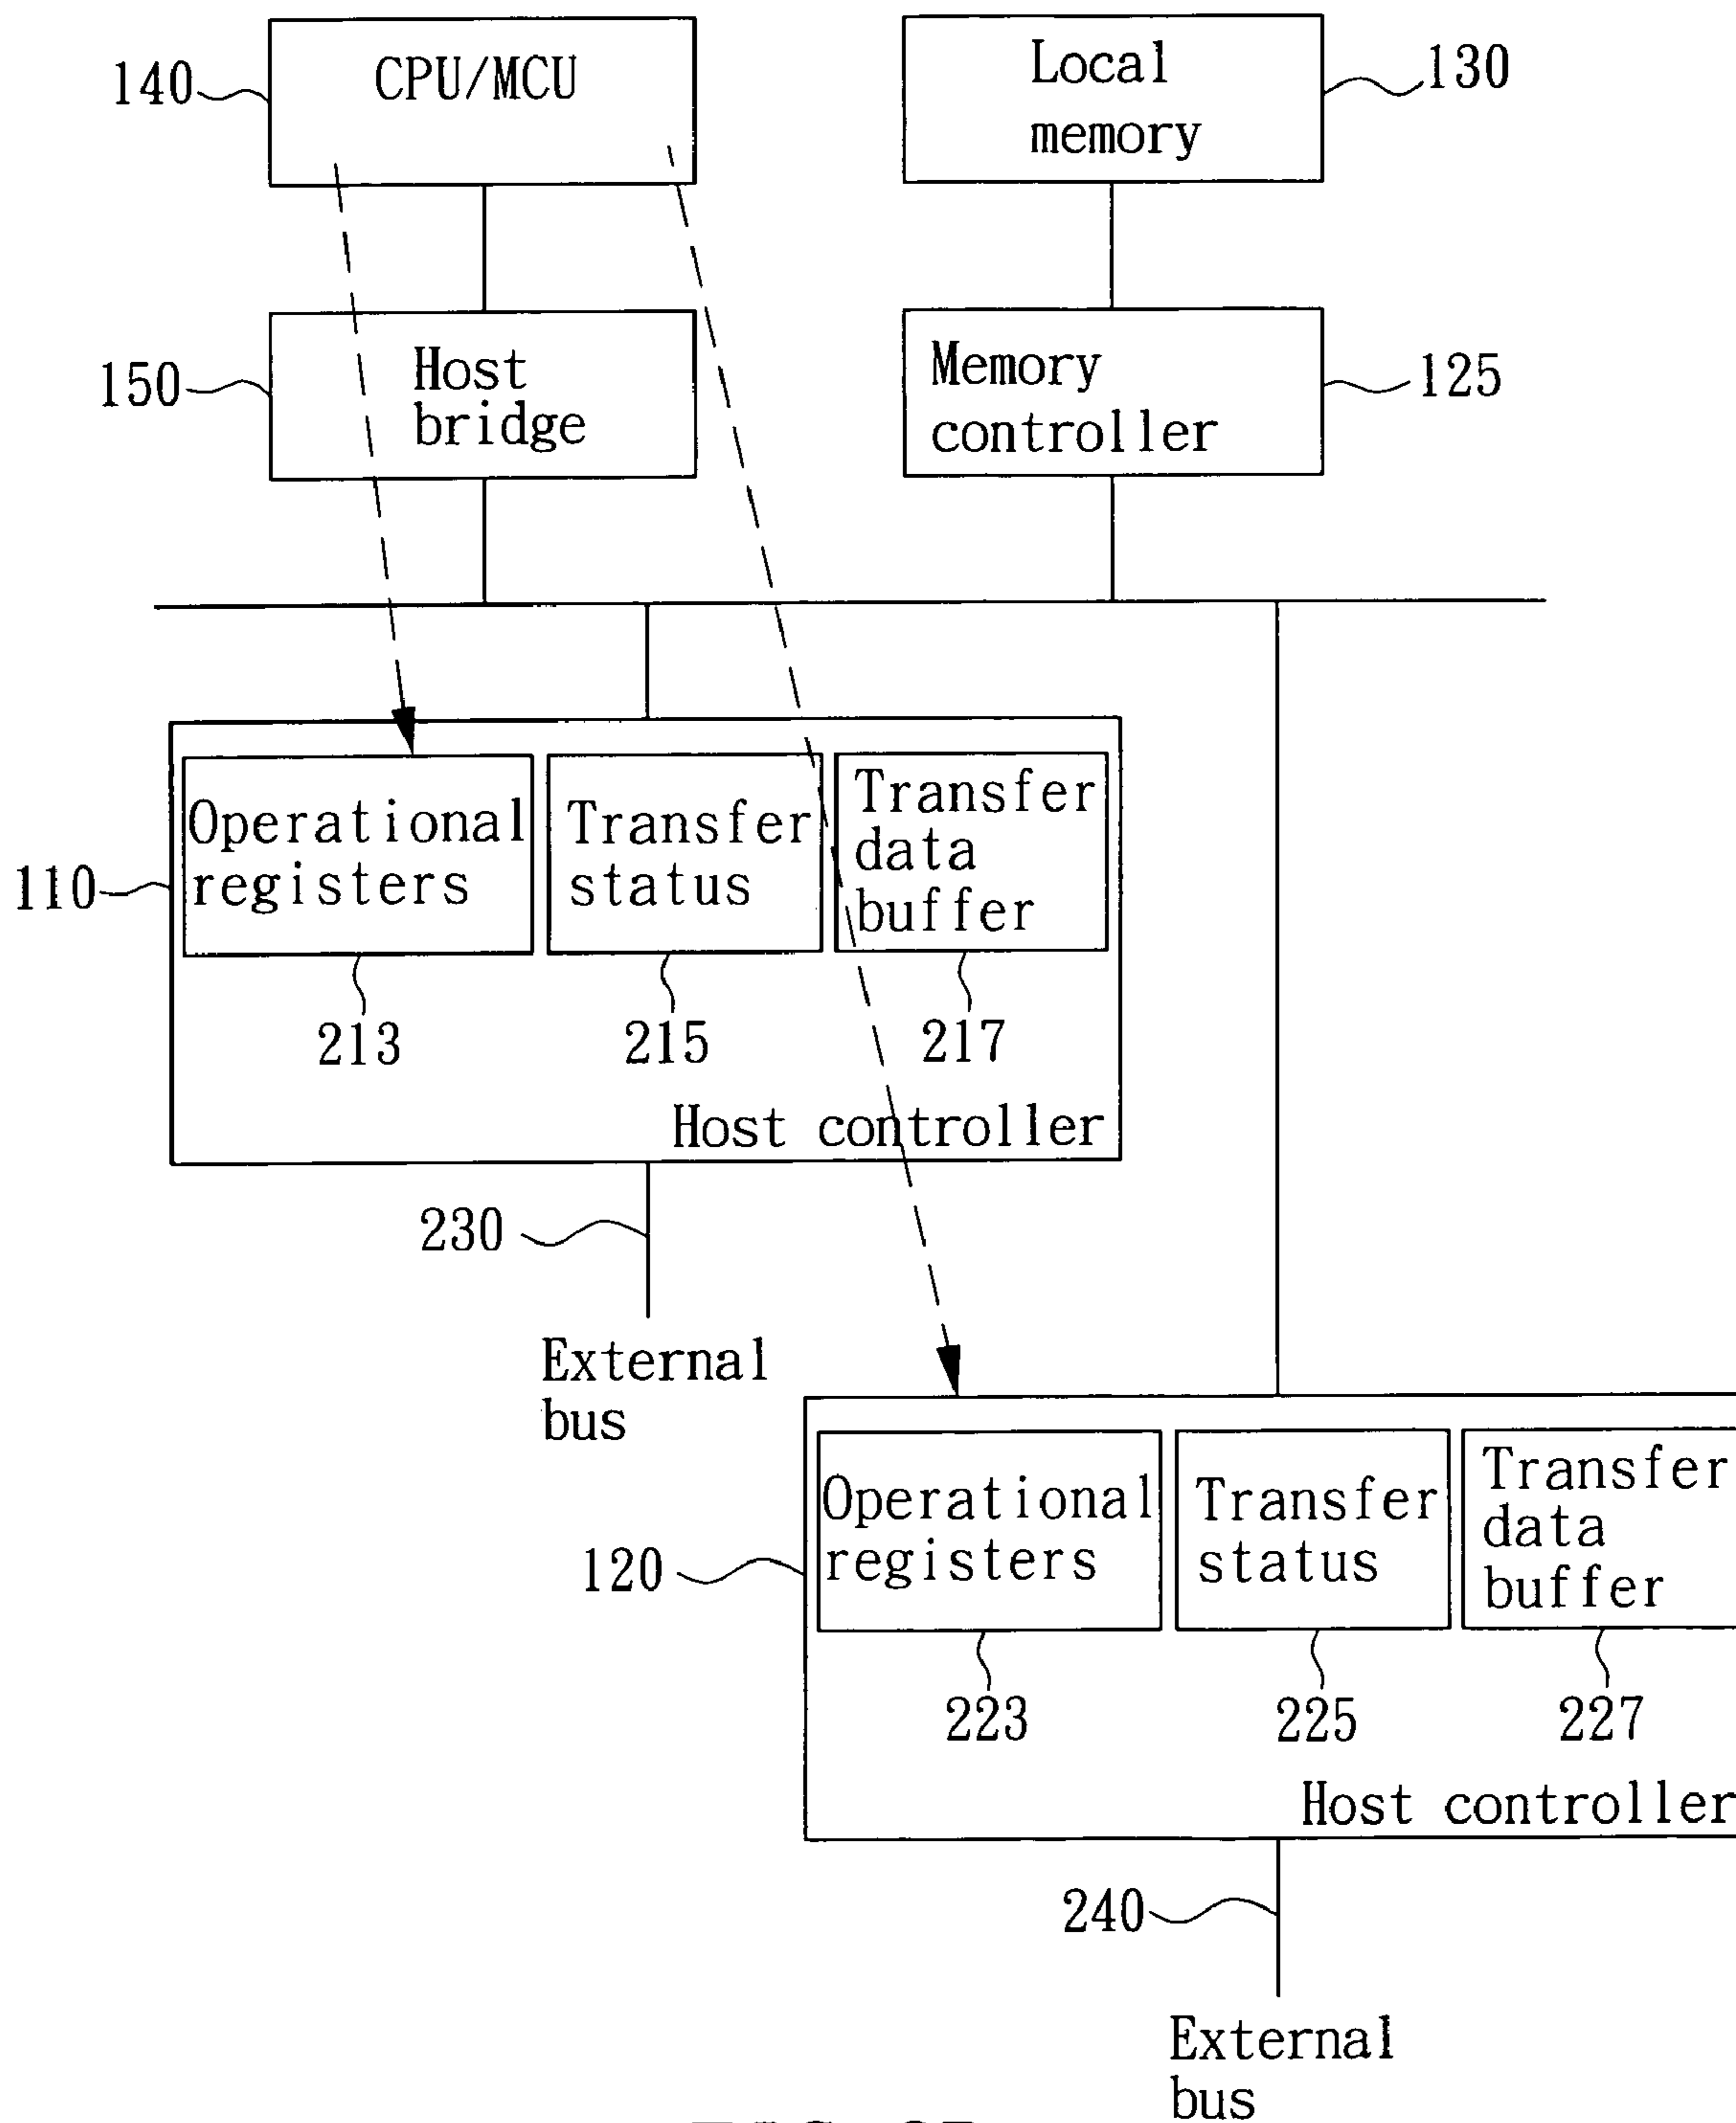 140
CPU/MCU
Local
memory
130
150
Host
bridge
Memory
controller
125
110
Operational
registers
Transfer
status
Transfer
data
buffer
213
215
217
Host controller
230
External
bus
120
Operational
registers
Transfer
status
Transfer
data
buffer
223
225
227
Host controller
240
External
bus